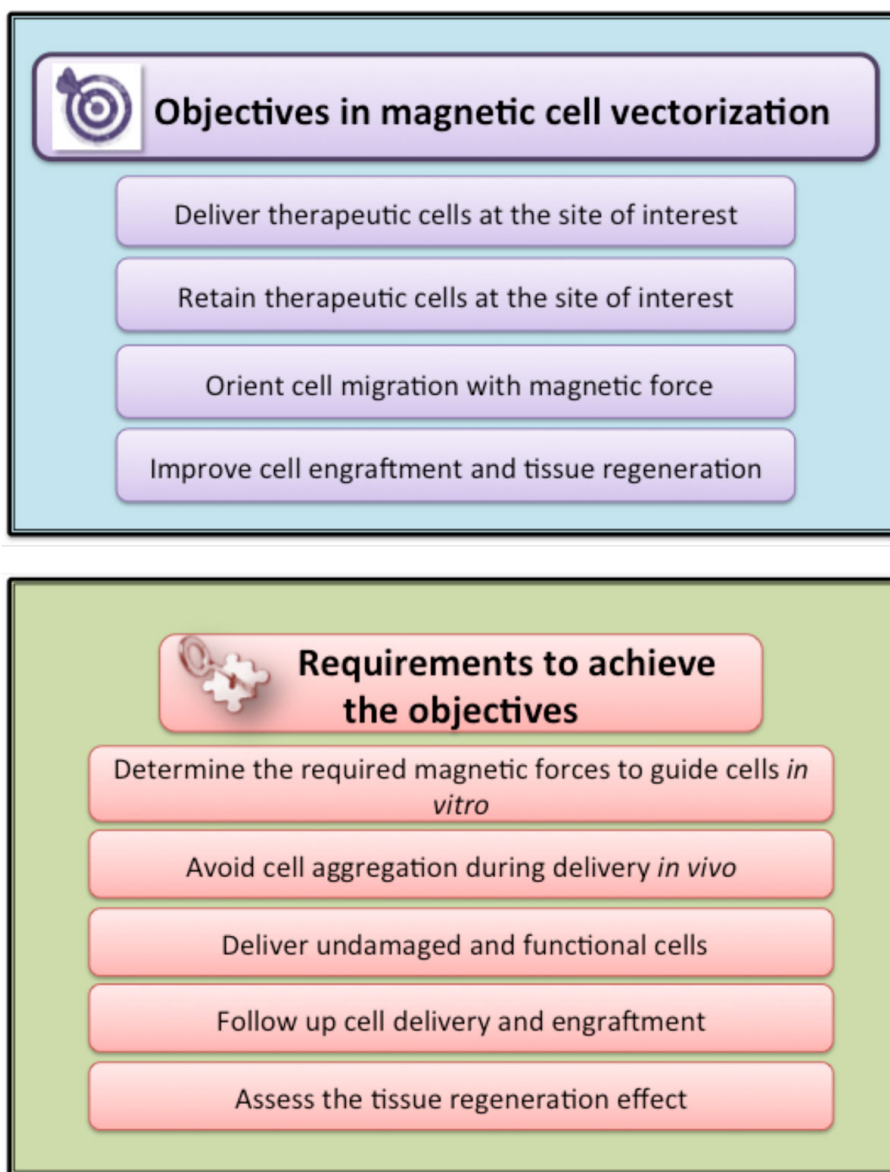 Objectives in magnetic cell vectorization
Deliver therapeutic cells at the site of interest
Retain therapeutic cells at the site of interest
Orient cell migration with magnetic force
Improve cell engraftment and tissue regeneration
Requirements to achieve
the objectives
Determine the required magnetic forces to guide cells in
vitro
Avoid cell aggregation during delivery in vivo
Deliver undamaged and functional cells
Follow up cell delivery and engraftment
Assess the tissue regeneration effect